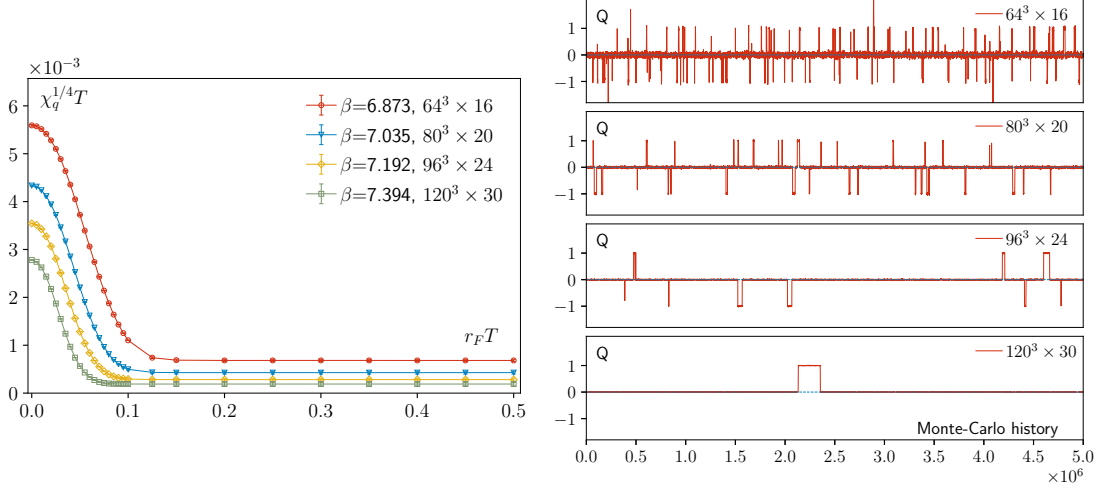 ×10⁻³
χ_q^{1/4}T
6
5
4
3
2
1
0
β=6.873, 64³ × 16
β=7.035, 80³ × 20
β=7.192, 96³ × 24
β=7.394, 120³ × 30
r_F T
0.0 0.1 0.2 0.3 0.4 0.5
Q
64³ × 16
1
0
−1
Q
80³ × 20
1
0
−1
Q
96³ × 24
1
0
−1
Q
120³ × 30
1
0
−1
Monte-Carlo history
0.0 0.5 1.0 1.5 2.0 2.5 3.0 3.5 4.0 4.5 5.0
×10⁶